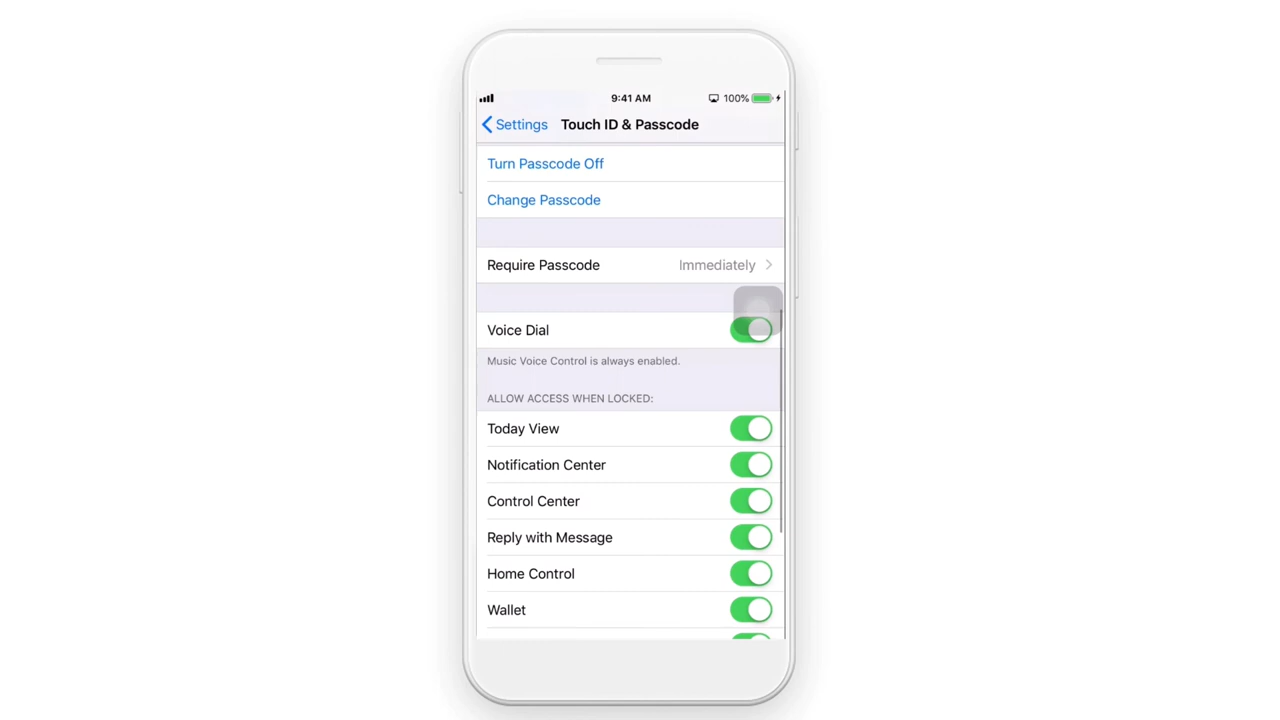 9:41 AM 100%
Settings Touch ID & Passcode
Turn Passcode Off
Change Passcode
Require Passcode Immediately
Voice Dial
Music Voice Control is always enabled.
ALLOW ACCESS WHEN LOCKED:
Today View
Notification Center
Control Center
Reply with Message
Home Control
Wallet